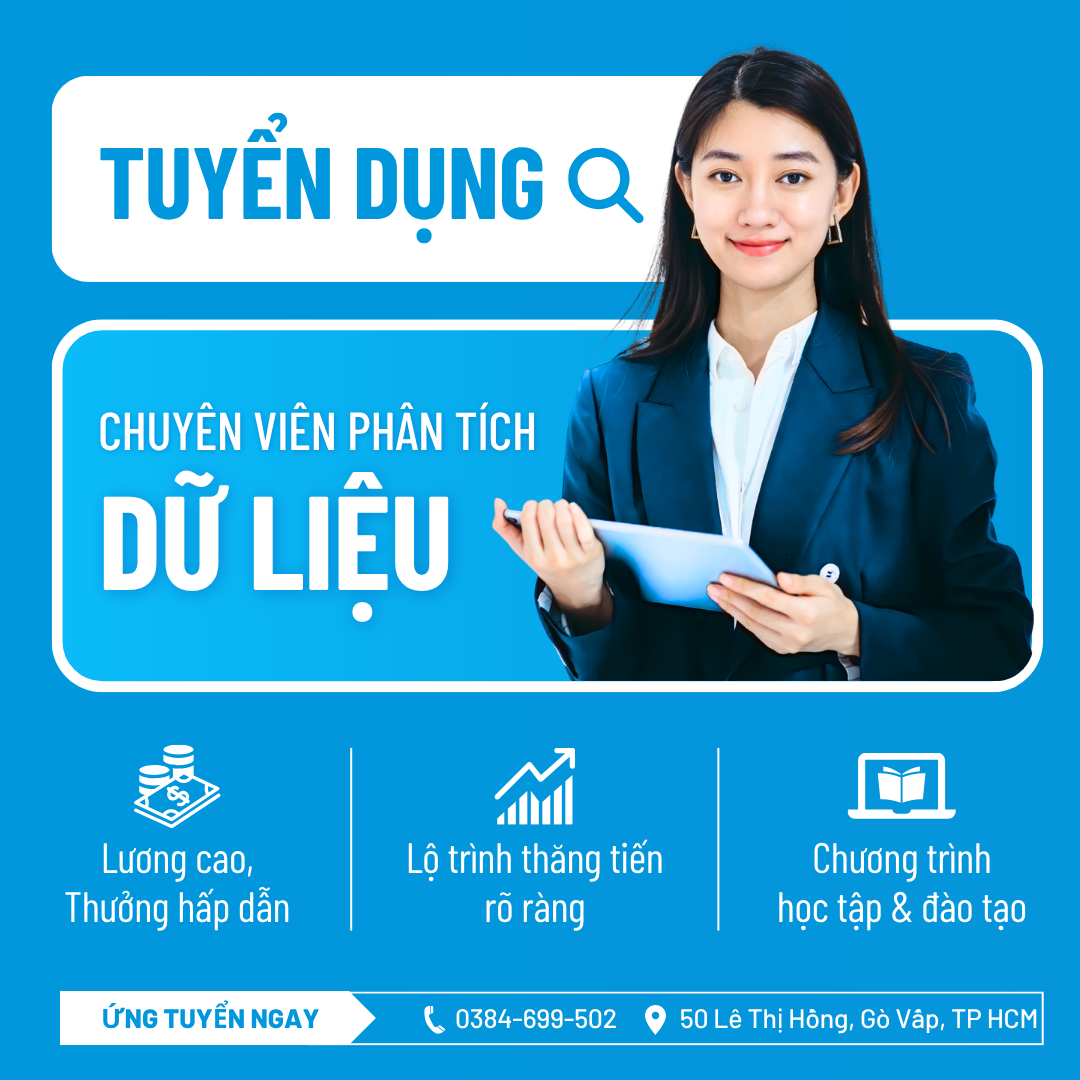 TUYỂN DỤNG
CHUYÊN VIÊN PHÂN TÍCH
DỮ LIỆU
Lương cao,
Thưởng hấp dẫn
Lộ trình thăng tiến
rõ ràng
Chương trình
học tập & đào tạo
ỨNG TUYỂN NGAY
0384-699-502
50 Lê Thị Hồng, Gò Vấp, TP HCM